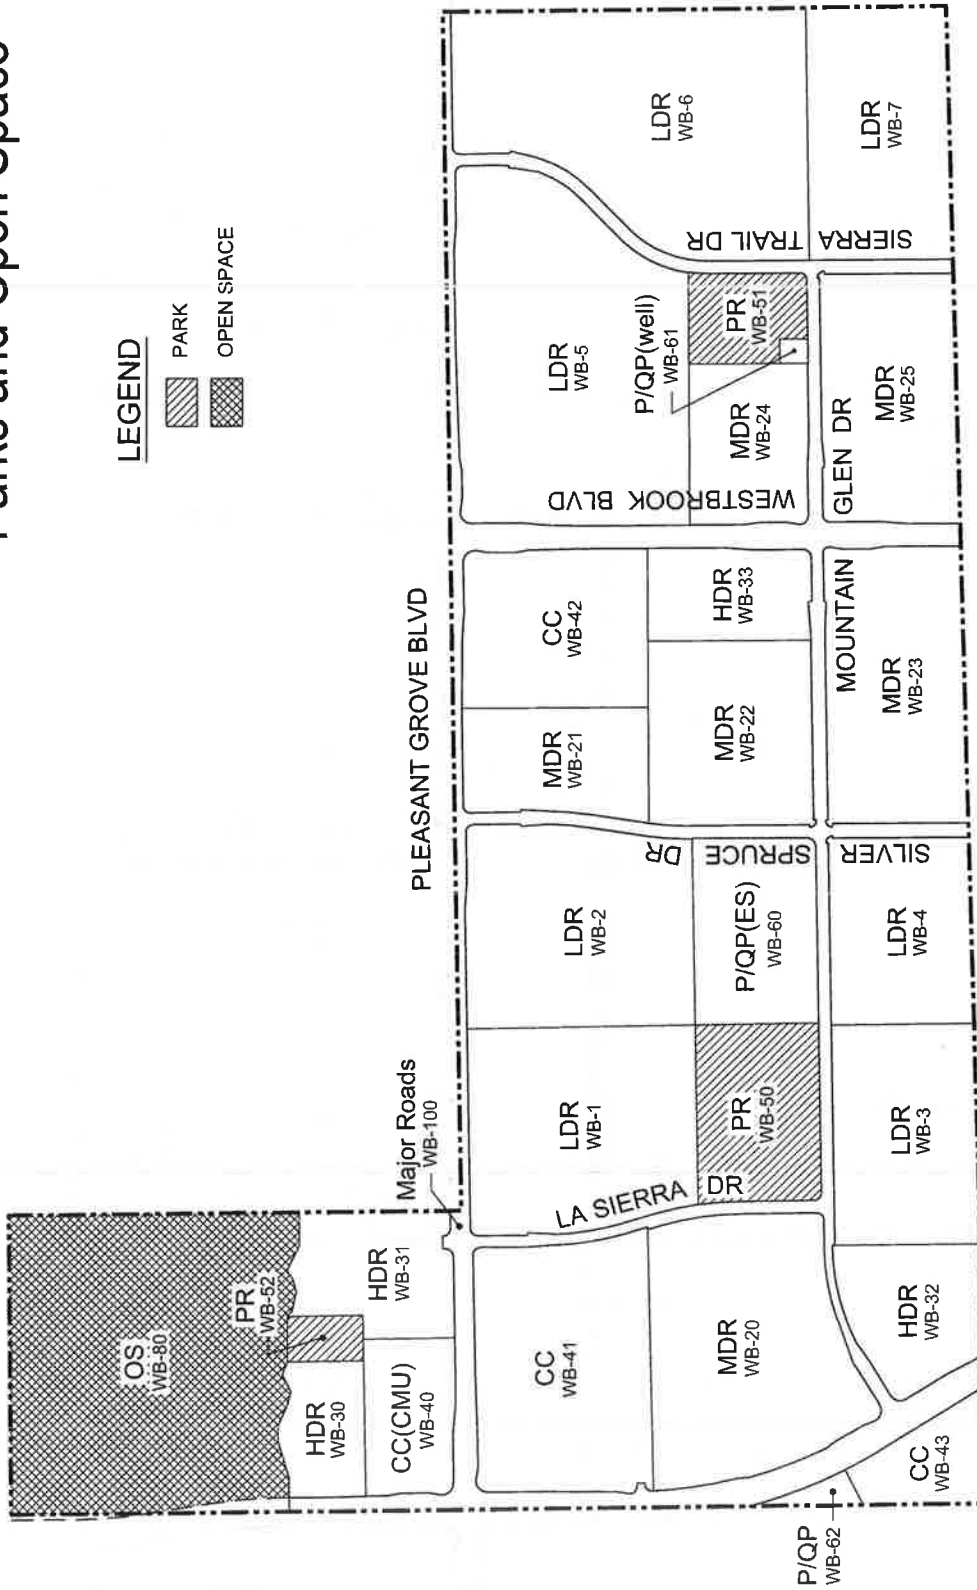 Parks and Open Space
LEGEND
PARK
OPEN SPACE
OS
WB-80
PR
WB-52
HDR
WB-30
HDR
WB-31
CC(CMU)
WB-40
Major Roads
WB-100
PLEASANT GROVE BLVD
CC
WB-41
LDR
WB-1
LDR
WB-2
MDR
WB-21
CC
WB-42
LDR
WB-5
LDR
WB-6
LA SIERRA DR
MDR
WB-20
PR
WB-50
P/QP(ES)
WB-60
SILVER SPRUCE DR
MDR
WB-22
HDR
WB-33
WESTBROOK BLVD
P/QP(well)
WB-61
MDR
WB-24
PR
WB-51
SIERRA TRAIL DR
P/QP
WB-62
MOUNTAIN GLEN DR
CC
WB-43
HDR
WB-32
LDR
WB-3
LDR
WB-4
MDR
WB-23
MDR
WB-25
LDR
WB-7